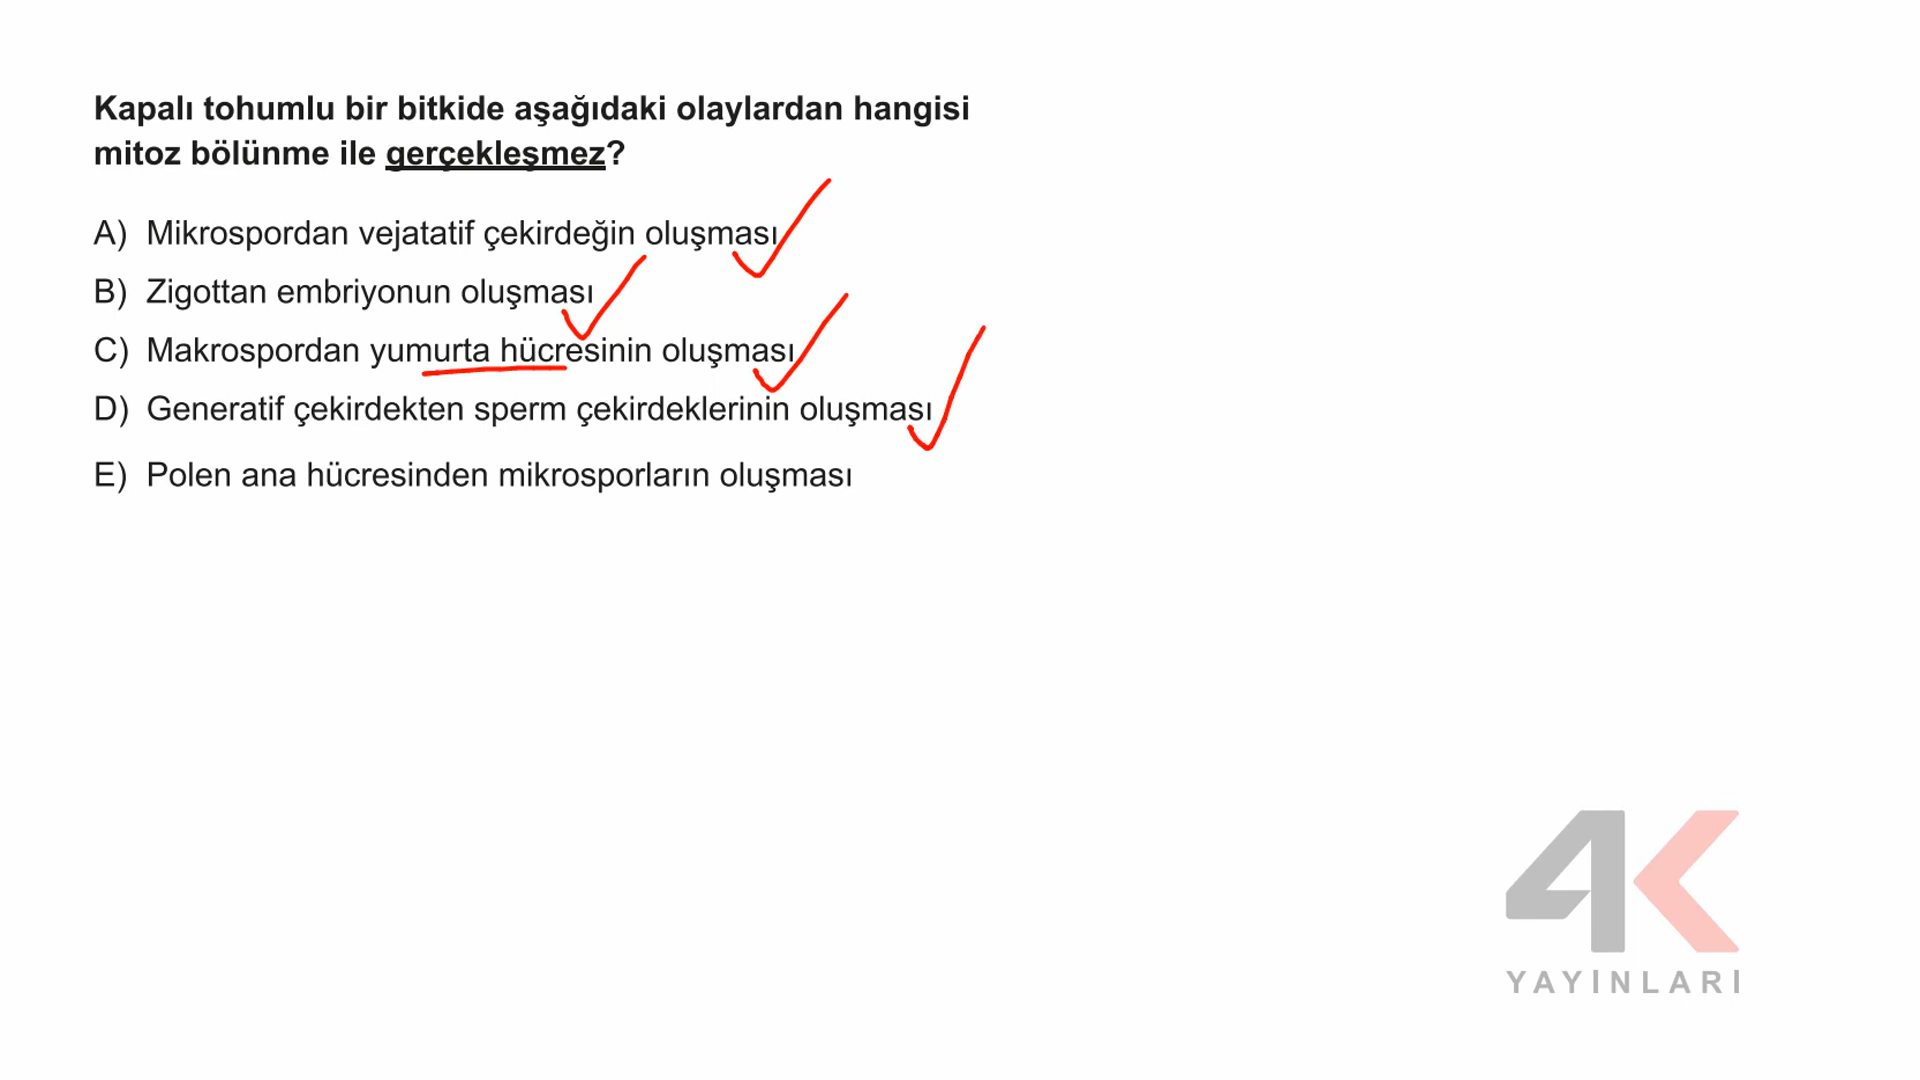 Kapalı tohumlu bir bitkide aşağıdaki olaylardan hangisi
mitoz bölünme ile gerçekleşmez?
A) Mikrospordan vejatatif çekirdeğin oluşması
B) Zigottan embriyonun oluşması
C) Makrospordan yumurta hücresinin oluşması
D) Generatif çekirdekten sperm çekirdeklerinin oluşması
E) Polen ana hücresinden mikrosporların oluşması
4K
YAYINLARI